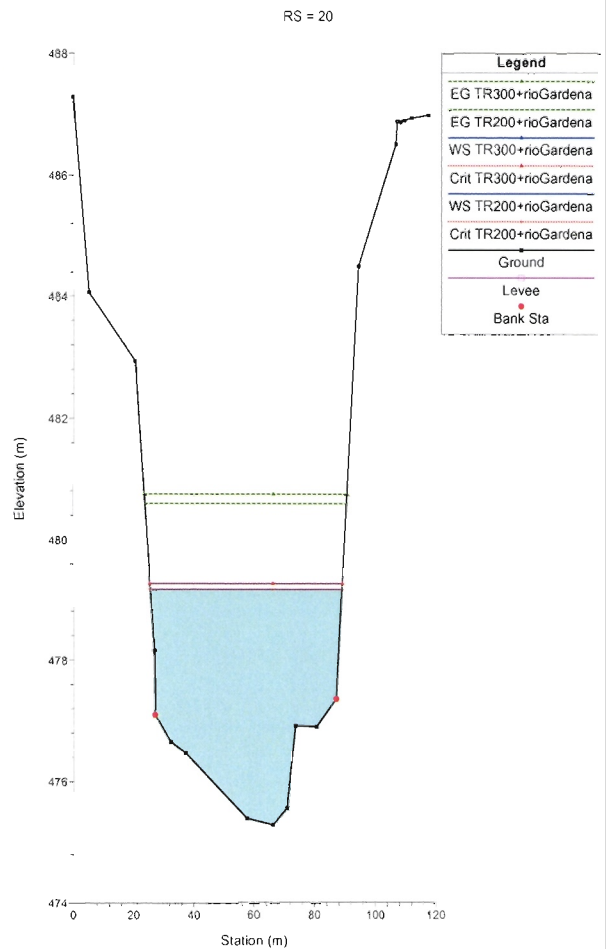 RS = 20
Legend
EG TR300+rioGardena
EG TR200+rioGardena
WS TR300+rioGardena
Crit TR300+rioGardena
WS TR200+rioGardena
Crit TR200+rioGardena
Ground
Levee
Bank Sta
488
486
484
482
480
478
476
474
Elevation (m)
0
20
40
60
80
100
120
Station (m)